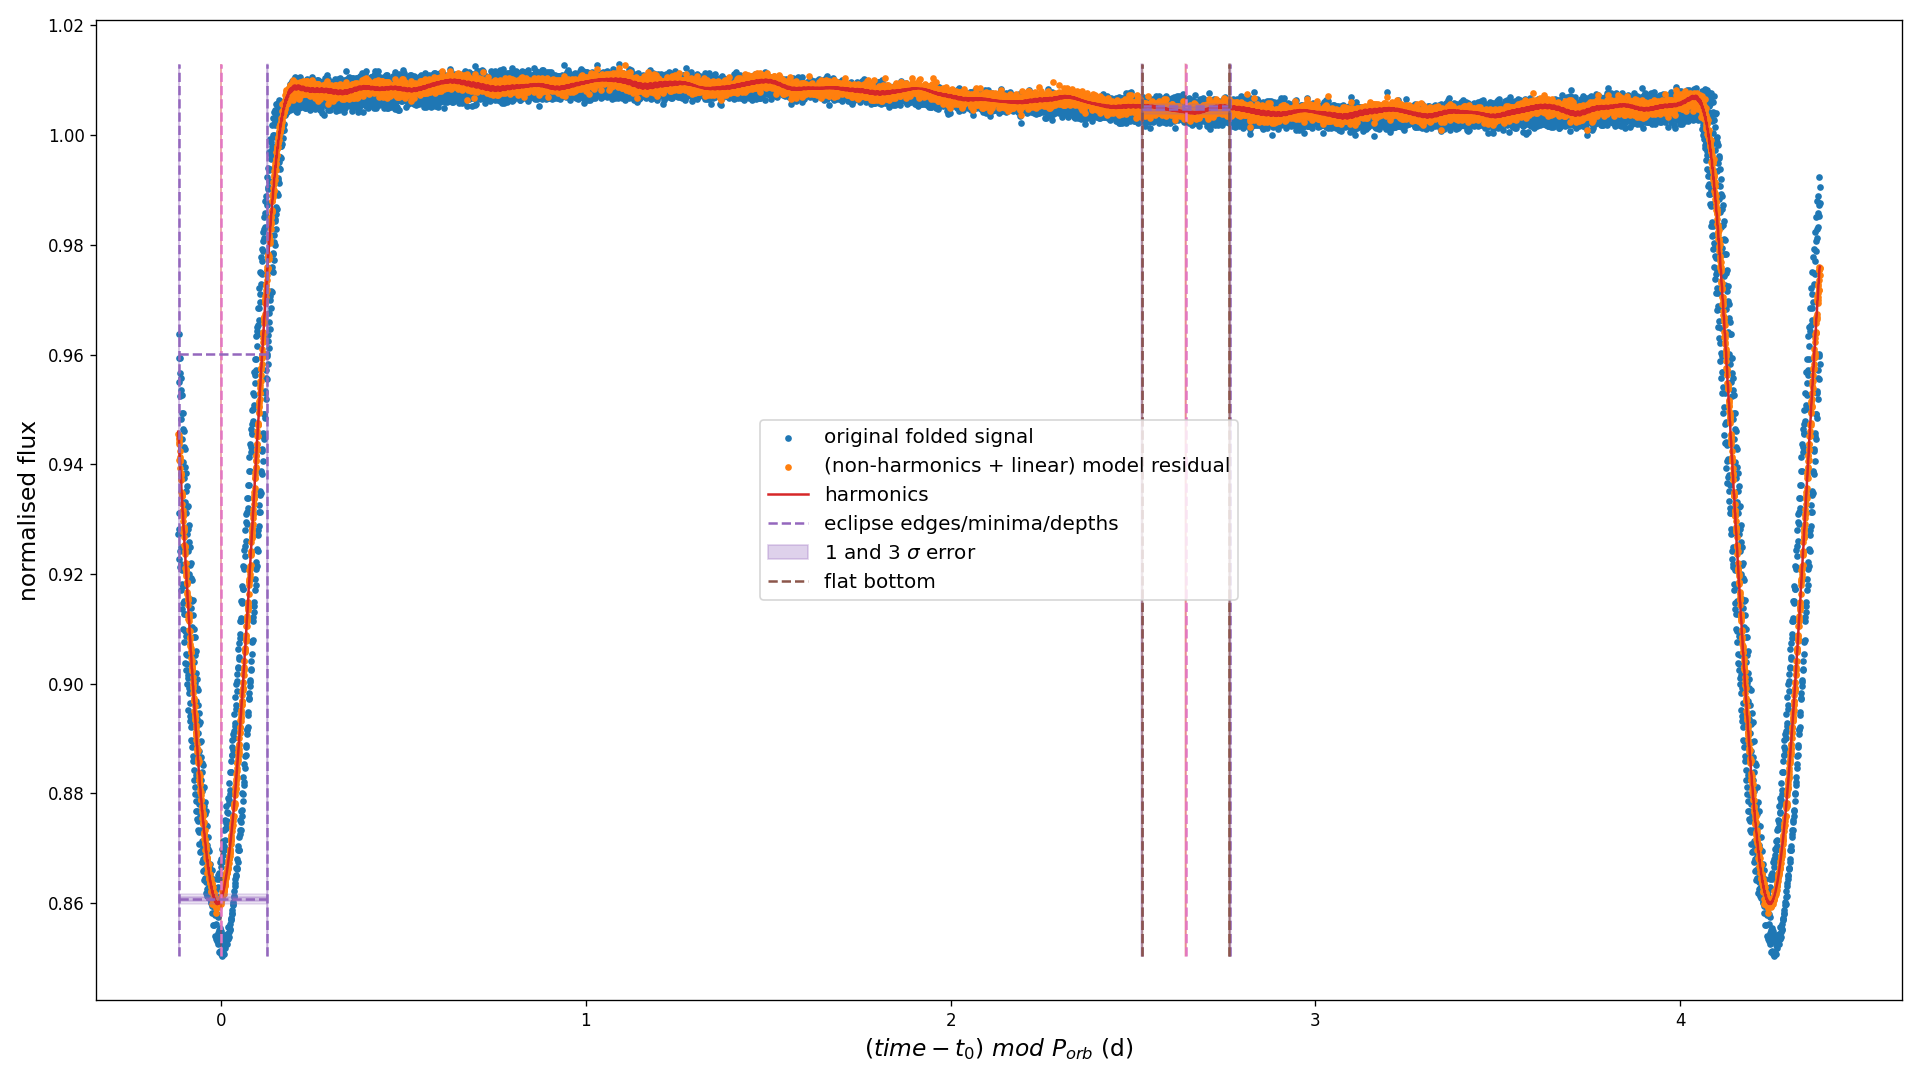 1.02
1.00
0.98
0.96
0.94
0.92
0.90
0.88
0.86
normalised flux
original folded signal
(non-harmonics + linear) model residual
harmonics
eclipse edges/minima/depths
1 and 3 σ error
flat bottom
0 1 2 3 4
(time − t₀) mod Pₒᵣb (d)